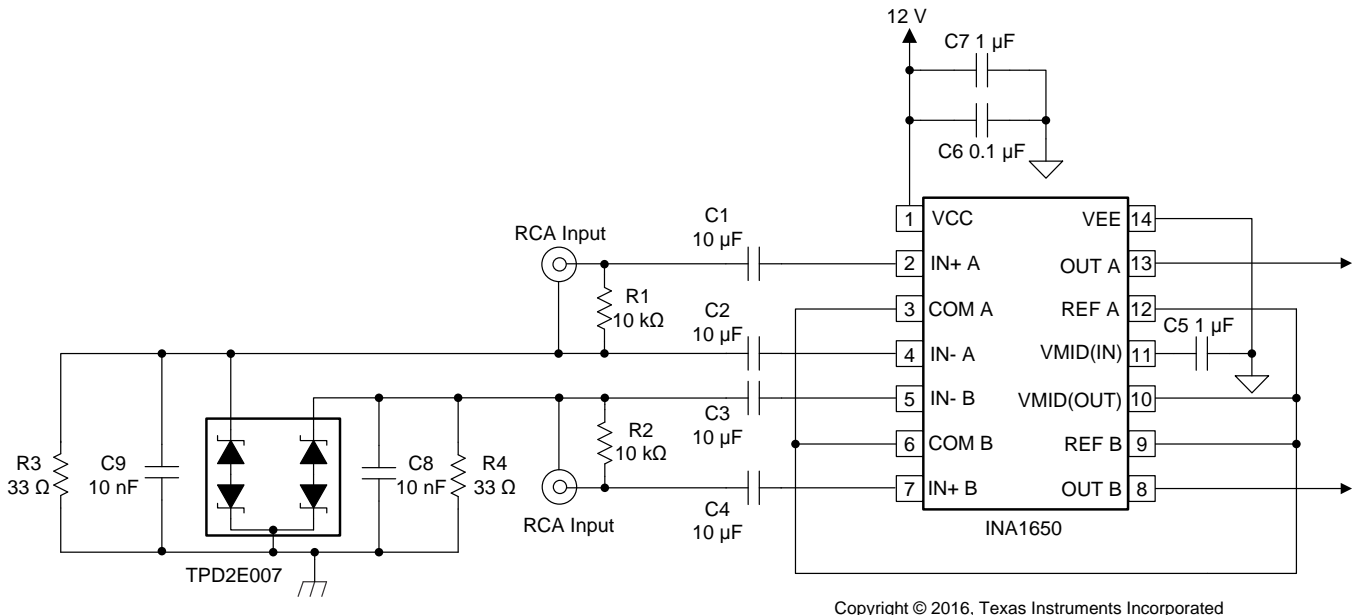 12 V
C7 1 µF
C6 0.1 µF
RCA Input
C1
10 µF
R1
10 kΩ
C2
10 µF
C3
10 µF
R2
10 kΩ
C4
10 µF
RCA Input
R3
33 Ω
C9
10 nF
C8
10 nF
R4
33 Ω
TPD2E007
1 VCC
2 IN+ A
3 COM A
4 IN- A
5 IN- B
6 COM B
7 IN+ B
VEE 14
OUT A 13
REF A 12
VMID(IN) 11
VMID(OUT) 10
REF B 9
OUT B 8
C5 1 µF
INA1650
Copyright © 2016, Texas Instruments Incorporated